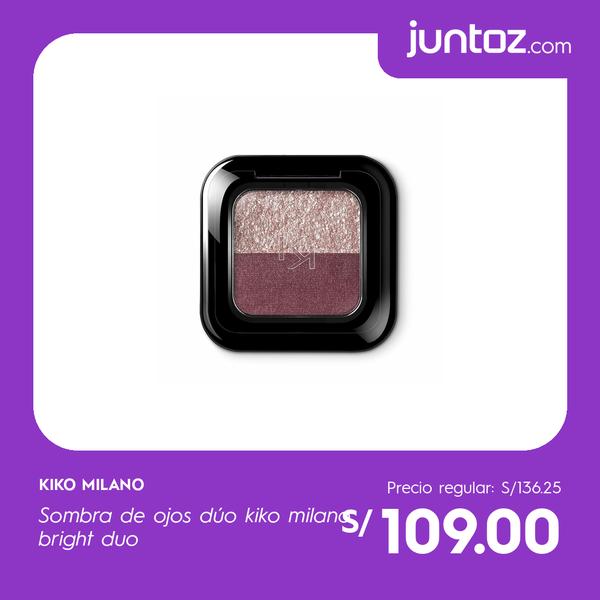 juntoz.com
KIKO MILANO
Sombra de ojos dúo kiko milano
bright duo
Precio regular: S/136.25
S/109.00